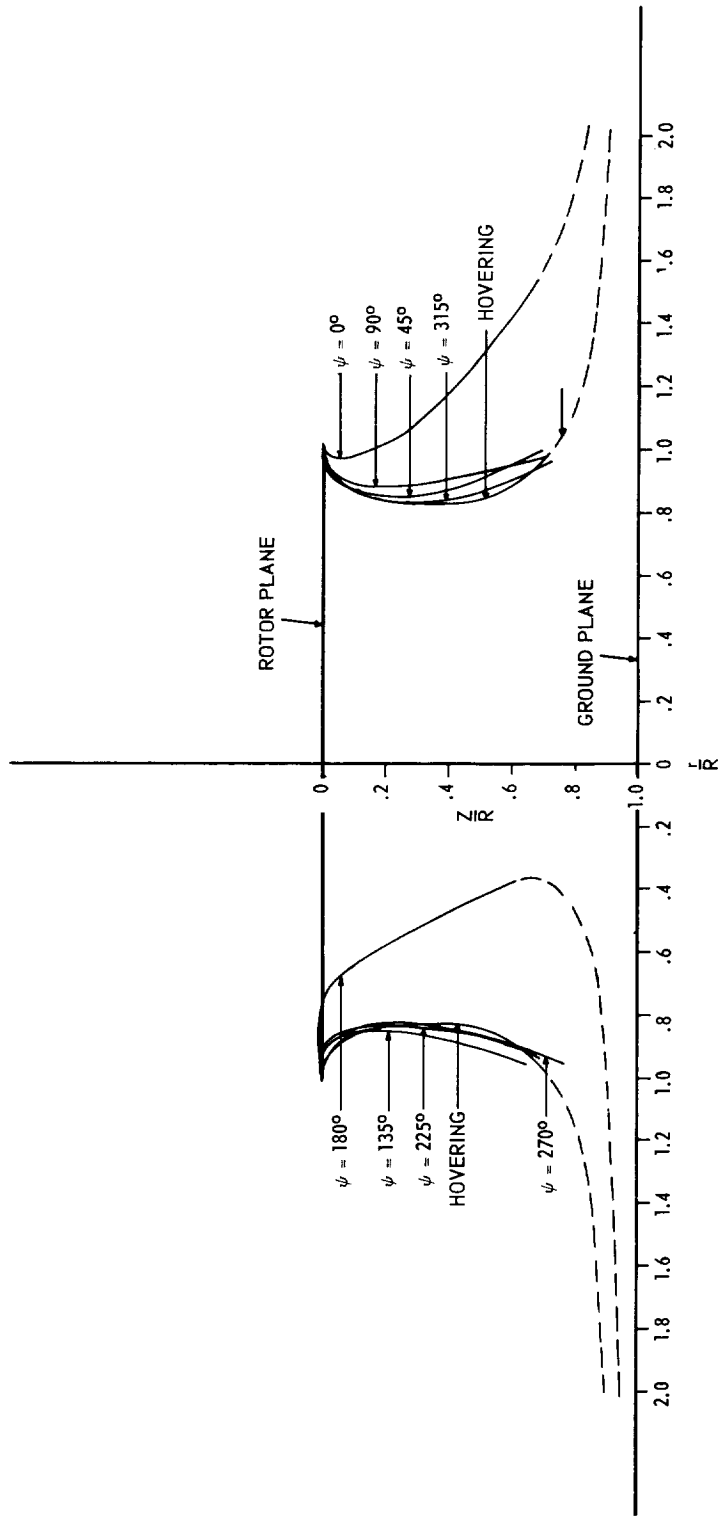 ROTOR PLANE
ψ = 0°
ψ = 90°
ψ = 45°
ψ = 315°
HOVERING
ψ = 180°
ψ = 135°
ψ = 225°
HOVERING
ψ = 270°
0
.2
.4
.6
.8
1.0
Z/R
GROUND PLANE
2.0 1.8 1.6 1.4 1.2 1.0 .8 .6 .4 .2 0 .2 .4 .6 .8 1.0 1.2 1.4 1.6 1.8 2.0
r/R